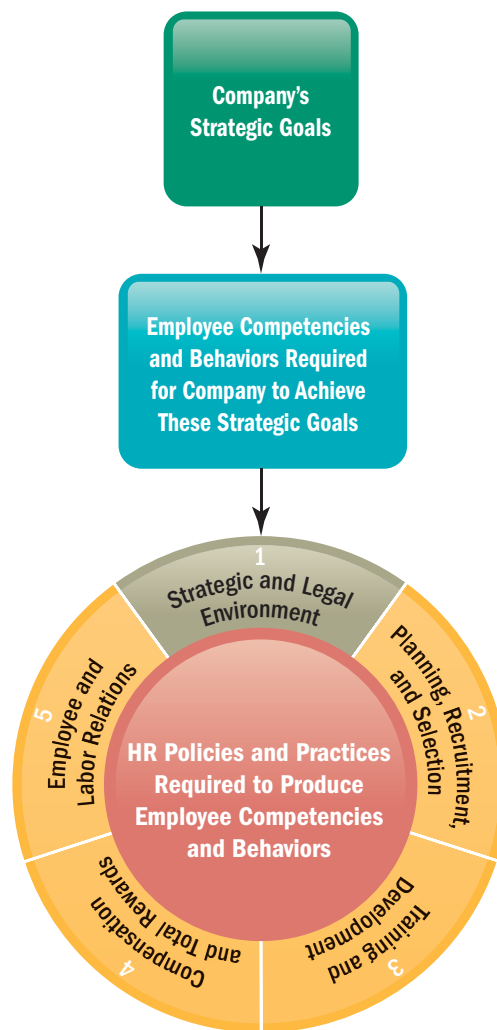 Company’s
Strategic Goals
Employee Competencies
and Behaviors Required
for Company to Achieve
These Strategic Goals
1
Strategic and Legal
Environment
2
Planning, Recruitment,
and Selection
3
Training and
Development
4
Compensation
and Total Rewards
5
Employee and
Labor Relations
HR Policies and Practices
Required to Produce
Employee Competencies
and Behaviors